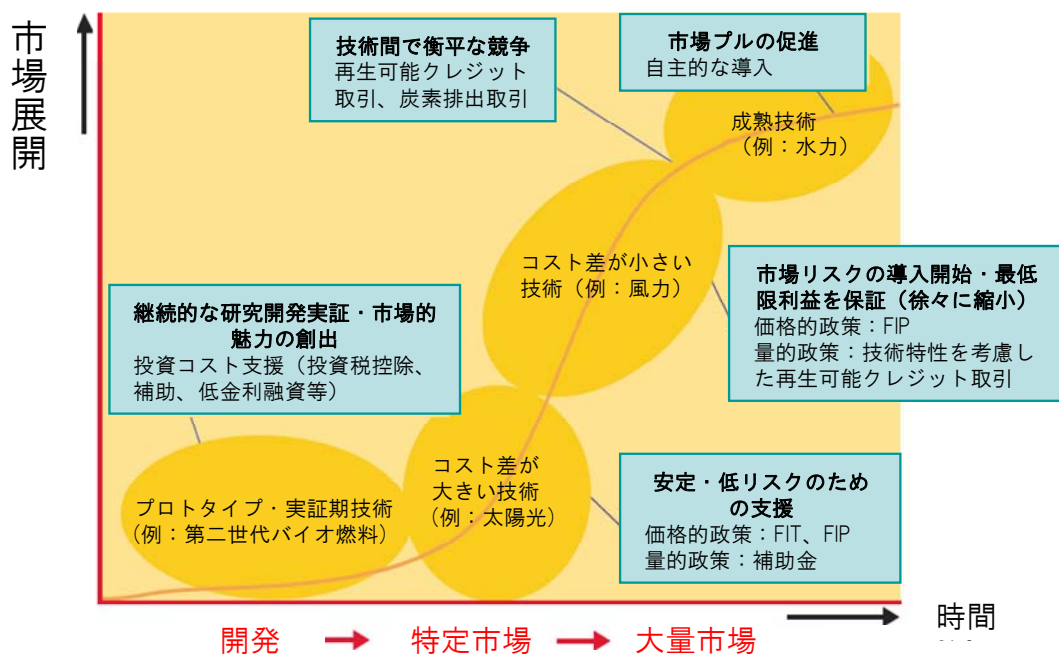 市場展開
技術間で衡平な競争
再生可能クレジット
取引、炭素排出取引
市場プルの促進
自主的な導入
成熟技術
(例：水力)
コスト差が小さい
技術（例：風力）
市場リスクの導入開始・最低
限利益を保証（徐々に縮小）
価格的政策：FIP
量的政策：技術特性を考慮し
た再生可能クレジット取引
継続的な研究開発実証・市場的
魅力の創出
投資コスト支援（投資税控除、
補助、低金利融資等）
プロトタイプ・実証期技術
(例：第二世代バイオ燃料)
コスト差が
大きい技術
(例：太陽光)
安定・低リスクのため
の支援
価格的政策：FIT、FIP
量的政策：補助金
時間
開発 → 特定市場 → 大量市場